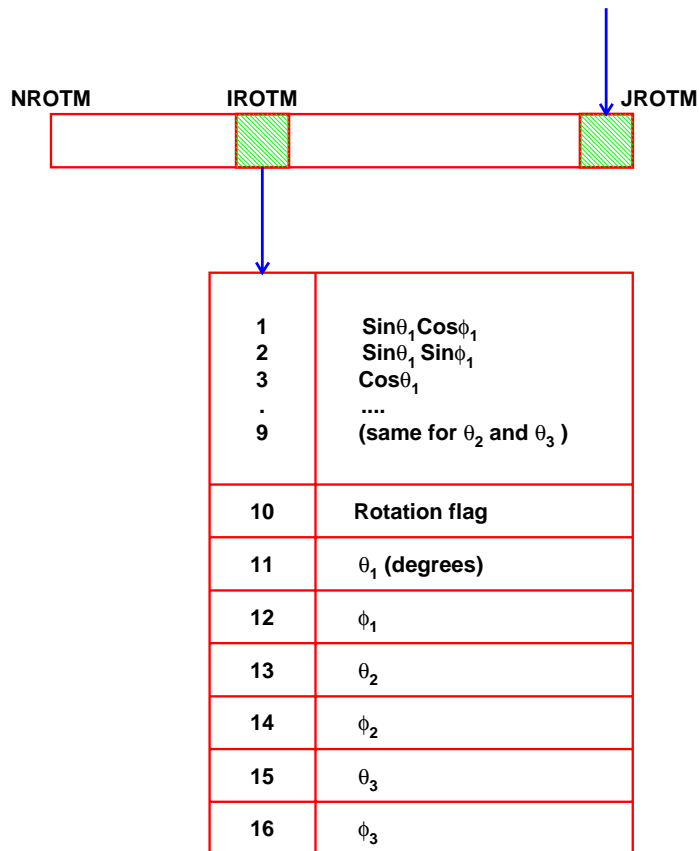 NROTM IROTM JROTM
1 Sinθ₁Cosϕ₁
2 Sinθ₁ Sinϕ₁
3 Cosθ₁
. ....
9 (same for θ₂ and θ₃ )
10 Rotation flag
11 θ₁ (degrees)
12 ϕ₁
13 θ₂
14 ϕ₂
15 θ₃
16 ϕ₃